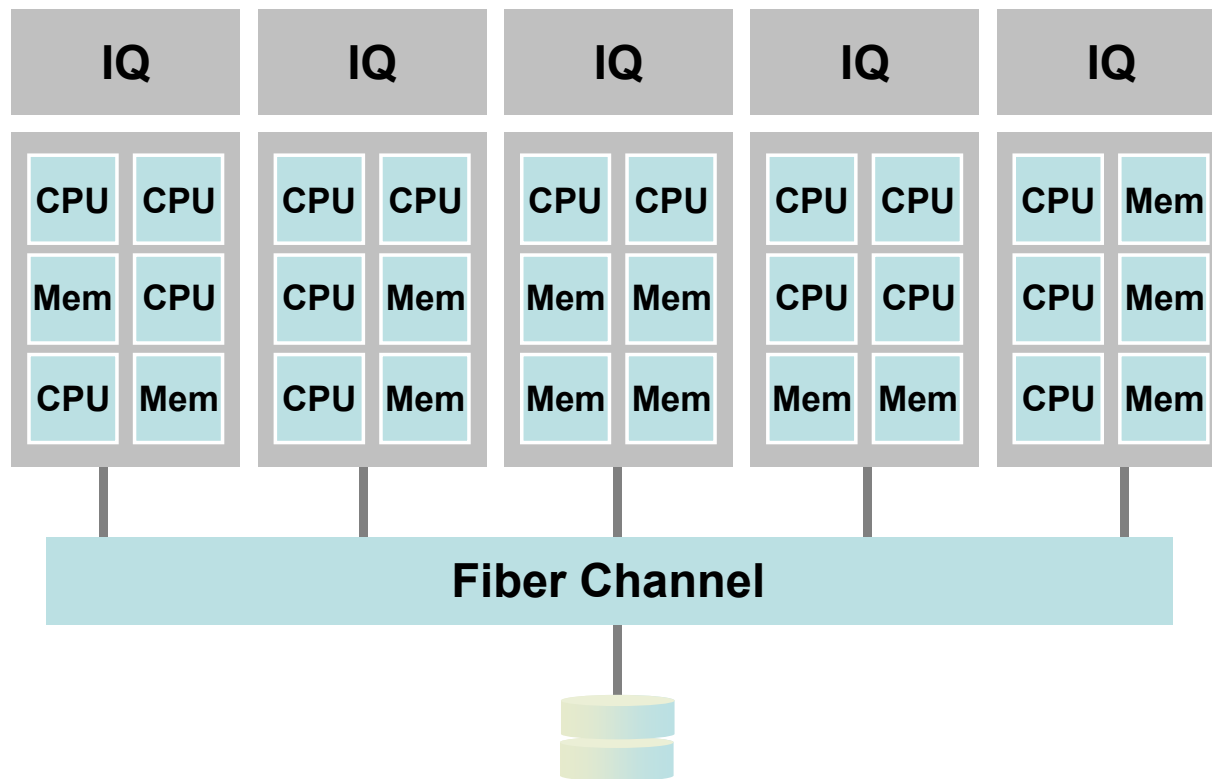 IQ IQ IQ IQ IQ
CPU CPU CPU CPU CPU CPU CPU CPU CPU Mem
Mem CPU CPU Mem Mem Mem CPU CPU CPU Mem
CPU Mem CPU Mem Mem Mem Mem Mem CPU Mem
Fiber Channel